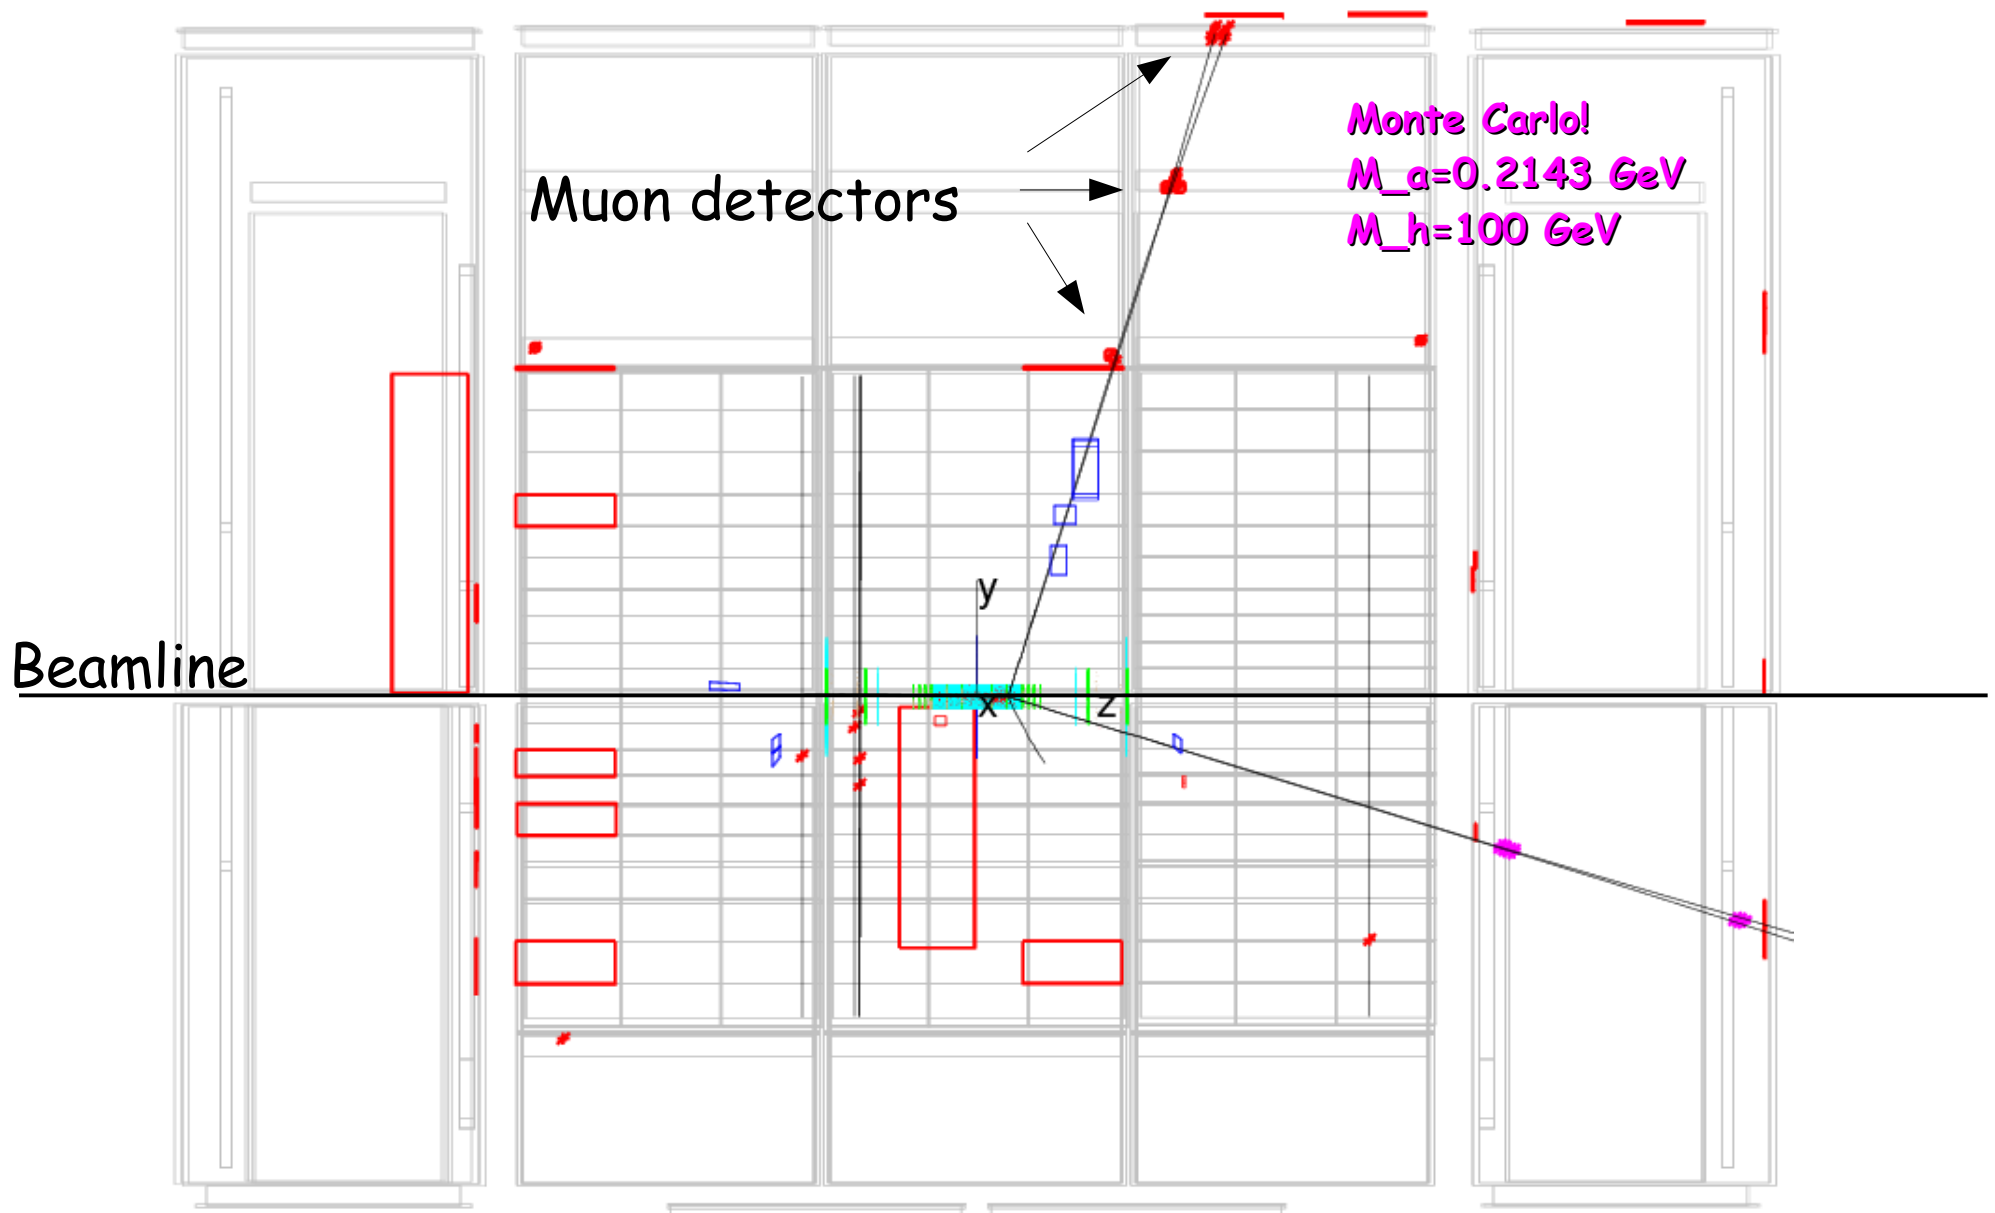 Monte Carlo!
M_a=0.2143 GeV
M_h=100 GeV
Muon detectors
y
Beamline
x
z